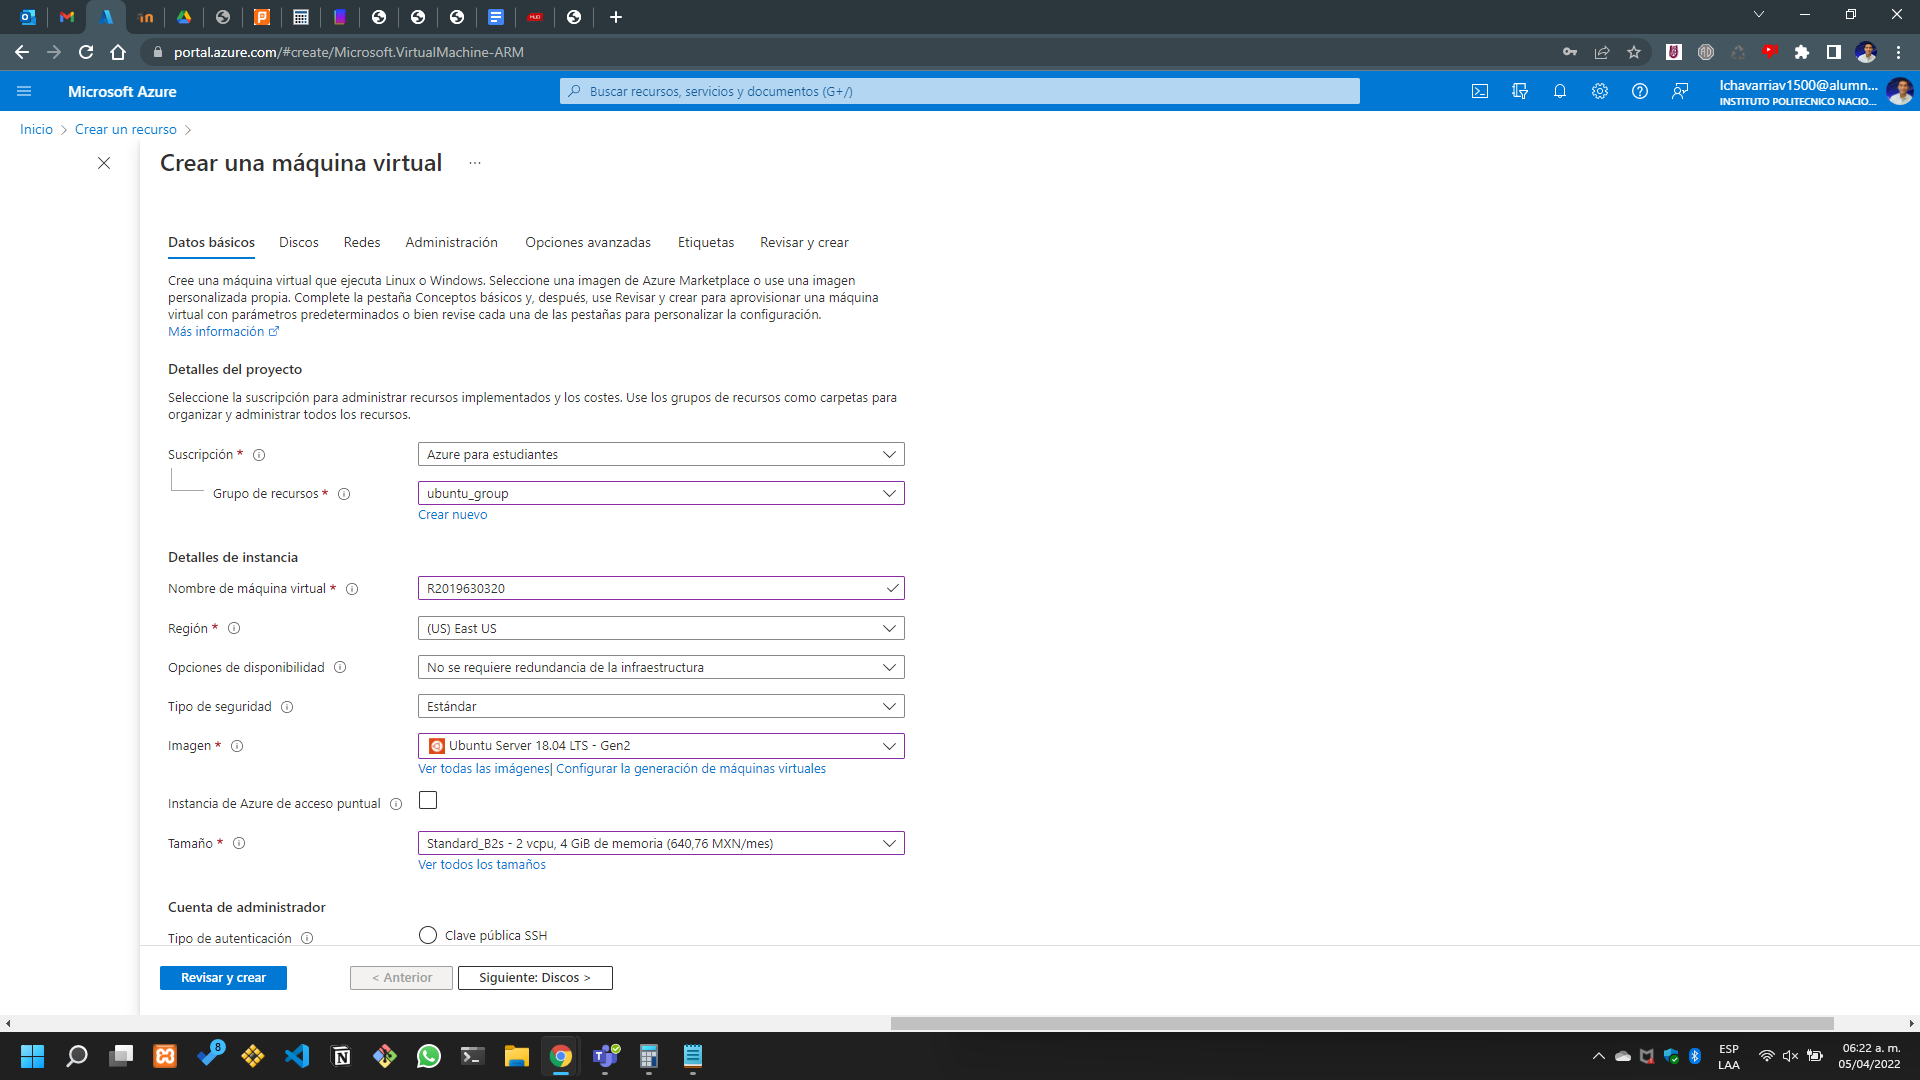 portal.azure.com/#create/Microsoft.VirtualMachine-ARM
Microsoft Azure
Buscar recursos, servicios y documentos (G+/)
lchavarriav1500@alumn...
INSTITUTO POLITECNICO NACIO...
Inicio > Crear un recurso >
Crear una máquina virtual ...
Datos básicos Discos Redes Administración Opciones avanzadas Etiquetas Revisar y crear
Cree una máquina virtual que ejecuta Linux o Windows. Seleccione una imagen de Azure Marketplace o use una imagen
personalizada propia. Complete la pestaña Conceptos básicos y, después, use Revisar y crear para aprovisionar una máquina
virtual con parámetros predeterminados o bien revise cada una de las pestañas para personalizar la configuración.
Más información
Detalles del proyecto
Seleccione la suscripción para administrar recursos implementados y los costes. Use los grupos de recursos como carpetas para
organizar y administrar todos los recursos.
Suscripción * Azure para estudiantes
Grupo de recursos * ubuntu_group
Crear nuevo
Detalles de instancia
Nombre de máquina virtual * R2019630320
Región * (US) East US
Opciones de disponibilidad No se requiere redundancia de la infraestructura
Tipo de seguridad Estándar
Imagen * Ubuntu Server 18.04 LTS - Gen2
Ver todas las imágenes| Configurar la generación de máquinas virtuales
Instancia de Azure de acceso puntual
Tamaño * Standard_B2s - 2 vcpu, 4 GiB de memoria (640,76 MXN/mes)
Ver todos los tamaños
Cuenta de administrador
Tipo de autenticación Clave pública SSH
Revisar y crear < Anterior Siguiente: Discos >
8
ESP
LAA
06:22 a. m.
05/04/2022